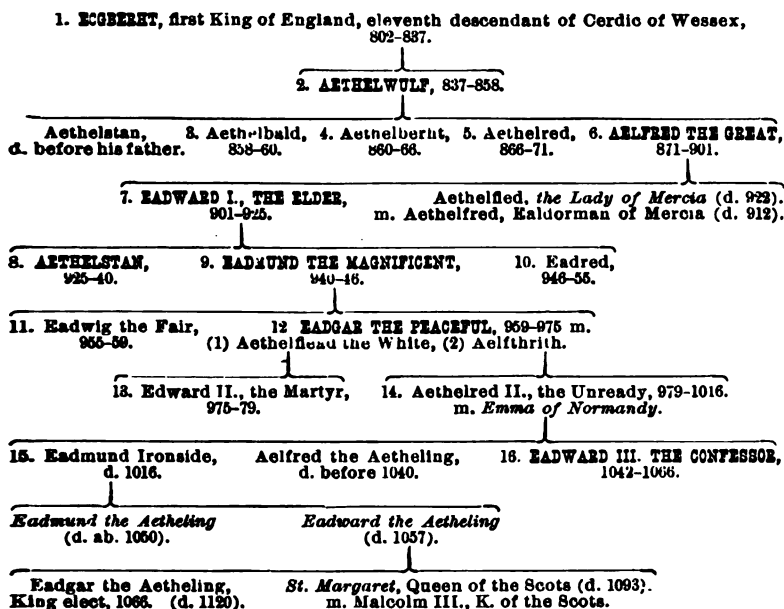 1. ECGBERHT, first King of England, eleventh descendant of Cerdic of Wessex,
802-837.
2. AETHELWULF, 837-858.
Aethelstan, 3. Aethelbald, 4. Aethelberht, 5. Aethelred, 6. AELFRED THE GREAT,
d. before his father. 858-60. 860-66. 866-71. 871-901.
7. EADWARD I., THE ELDER, Aethelfled, the Lady of Mercia (d. 922).
901-925. m. Aethelfred, Ealdorman of Mercia (d. 912).
8. AETHELSTAN, 9. EADMUND THE MAGNIFICENT, 10. Eadred,
925-40. 940-46. 946-55.
11. Eadwig the Fair, 12 EADGAR THE PEACEFUL, 959-975 m.
955-59. (1) Aethelflead the White, (2) Aelfthrith.
13. Edward II., the Martyr, 14. Aethelred II., the Unready, 979-1016.
975-79. m. Emma of Normandy.
15. Eadmund Ironside, Aelfred the Aetheling, 16. EADWARD III. THE CONFESSOR,
d. 1016. d. before 1040. 1042-1066.
Eadmund the Aetheling Eadward the Aetheling
(d. ab. 1050). (d. 1057).
Eadgar the Aetheling, St. Margaret, Queen of the Scots (d. 1093).
King elect, 1066. (d. 1120). m. Malcolm III., K. of the Scots.